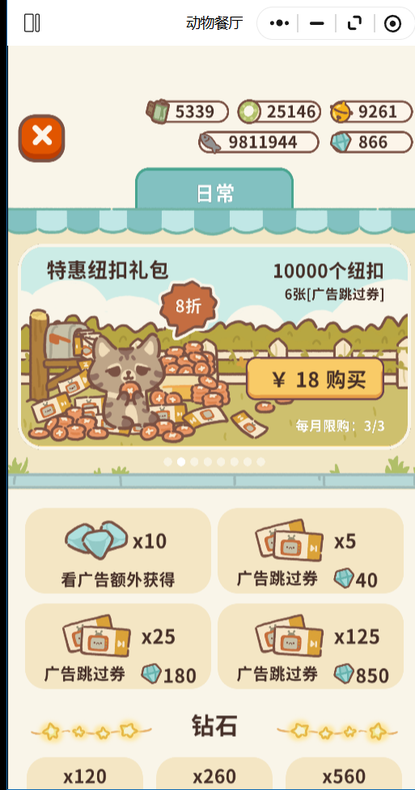 动物餐厅
5339 25146 9261
9811944 866
日常
特惠纽扣礼包
10000个纽扣
8折
6张[广告跳过券]
¥ 18 购买
每月限购：3/3
x10
看广告额外获得
x5
广告跳过券 40
x25
广告跳过券 180
x125
广告跳过券 850
钻石
x120 x260 x560